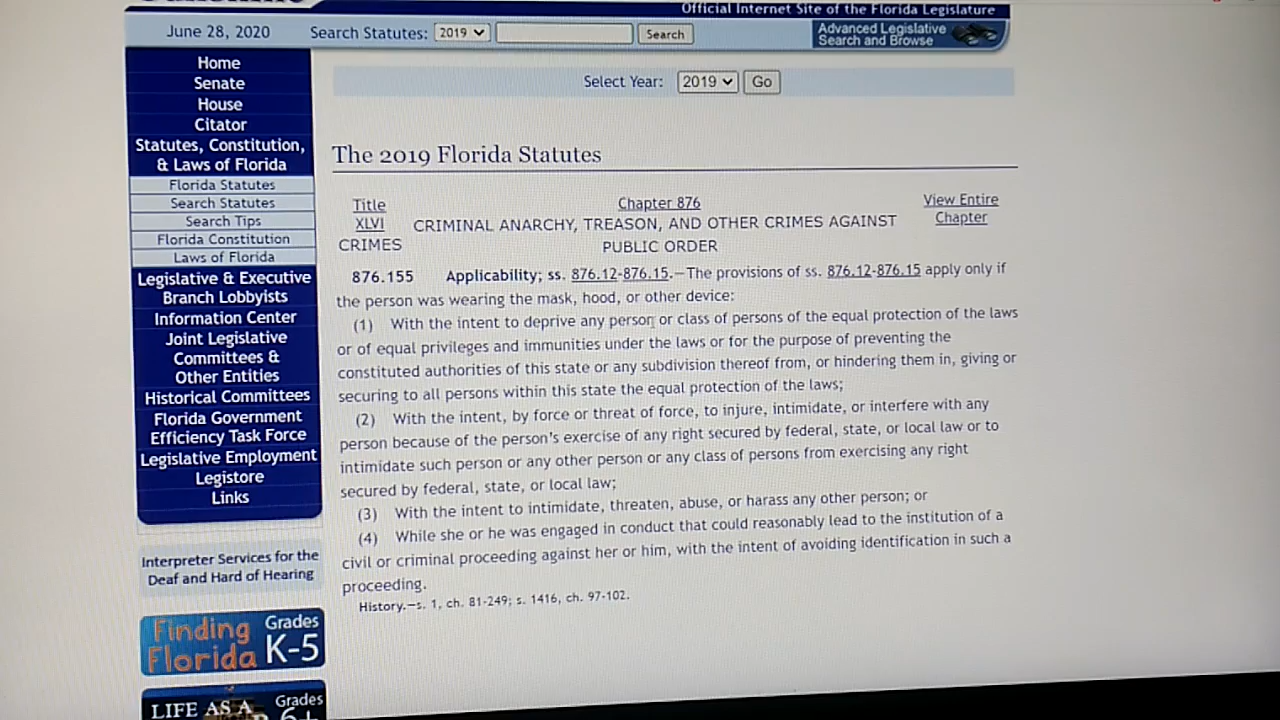 Official Internet Site of the Florida Legislature
June 28, 2020 Search Statutes: 2019 Search
Advanced Legislative
Search and Browse
Home
Senate
House
Citator
Statutes, Constitution,
& Laws of Florida
Florida Statutes
Search Statutes
Search Tips
Florida Constitution
Laws of Florida
Legislative & Executive
Branch Lobbyists
Information Center
Joint Legislative
Committees &
Other Entities
Historical Committees
Florida Government
Efficiency Task Force
Legislative Employment
Legistore
Links
Interpreter Services for the
Deaf and Hard of Hearing
Finding
Florida
Grades
K-5
LIFE AS A
Grades
6+
Select Year: 2019 Go
The 2019 Florida Statutes
Title
XLVI
CRIMES
Chapter 876
CRIMINAL ANARCHY, TREASON, AND OTHER CRIMES AGAINST
PUBLIC ORDER
View Entire
Chapter
876.155 Applicability; ss. 876.12-876.15.—The provisions of ss. 876.12-876.15 apply only if
the person was wearing the mask, hood, or other device:
(1) With the intent to deprive any person or class of persons of the equal protection of the laws
or of equal privileges and immunities under the laws or for the purpose of preventing the
constituted authorities of this state or any subdivision thereof from, or hindering them in, giving or
securing to all persons within this state the equal protection of the laws;
(2) With the intent, by force or threat of force, to injure, intimidate, or interfere with any
person because of the person's exercise of any right secured by federal, state, or local law or to
intimidate such person or any other person or any class of persons from exercising any right
secured by federal, state, or local law;
(3) With the intent to intimidate, threaten, abuse, or harass any other person; or
(4) While she or he was engaged in conduct that could reasonably lead to the institution of a
civil or criminal proceeding against her or him, with the intent of avoiding identification in such a
proceeding.
History.—s. 1, ch. 81-249; s. 1416, ch. 97-102.